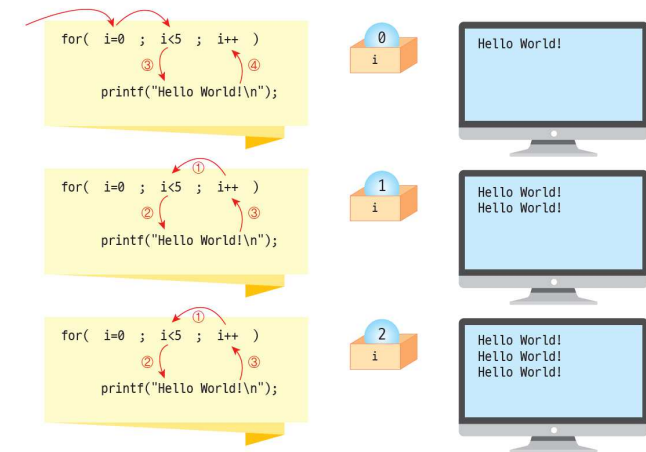 for( i=0 ; i<5 ; i++ )
③ ④
printf("Hello World!\n");
0
i
Hello World!
①
for( i=0 ; i<5 ; i++ )
② ③
printf("Hello World!\n");
1
i
Hello World!
Hello World!
①
for( i=0 ; i<5 ; i++ )
② ③
printf("Hello World!\n");
2
i
Hello World!
Hello World!
Hello World!